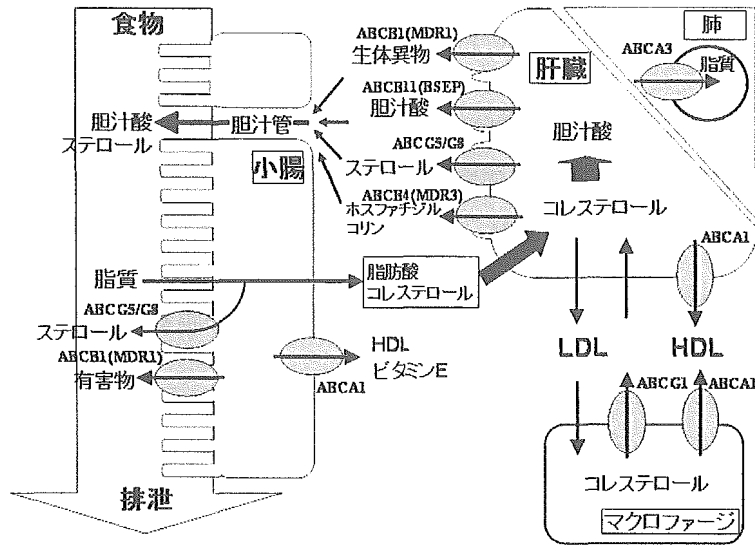 食物
ABCB1(MDR1)
生体異物
ABCB11(BSEP)
胆汁酸
ABCG5/G8
ステロール
ABCB4(MDR3)
ホスファチジル
コリン
肝臓
胆汁酸
コレステロール
肺
ABCA3
脂質
胆汁酸
ステロール
胆汁管
小腸
脂質
脂肪酸
コレステロール
ABCG5/G8
ステロール
ABCB1(MDR1)
有害物
HDL
ビタミンE
ABCA1
ABCA1
LDL
HDL
ABCG1
ABCA1
コレステロール
マクロファージ
排泄